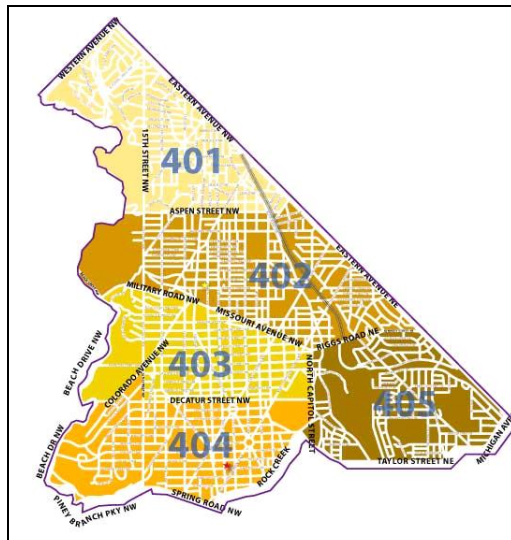 WESTERN AVENUE NW
EASTERN AVENUE NW
15TH STREET NW
401
ASPEN STREET NW
402
EASTERN AVENUE NE
MILITARY ROAD NW
MISSOURI AVENUE NW
RIGGS ROAD NE
BEACH DRIVE NW
COLORADO AVENUE NW
403
NORTH CAPITOL STREET
405
DECATUR STREET NW
404
BEACH DR NW
ROCK CREEK
TAYLOR STREET NE
MICHIGAN AVE
SPRING ROAD NW
PINEY BRANCH PKY NW